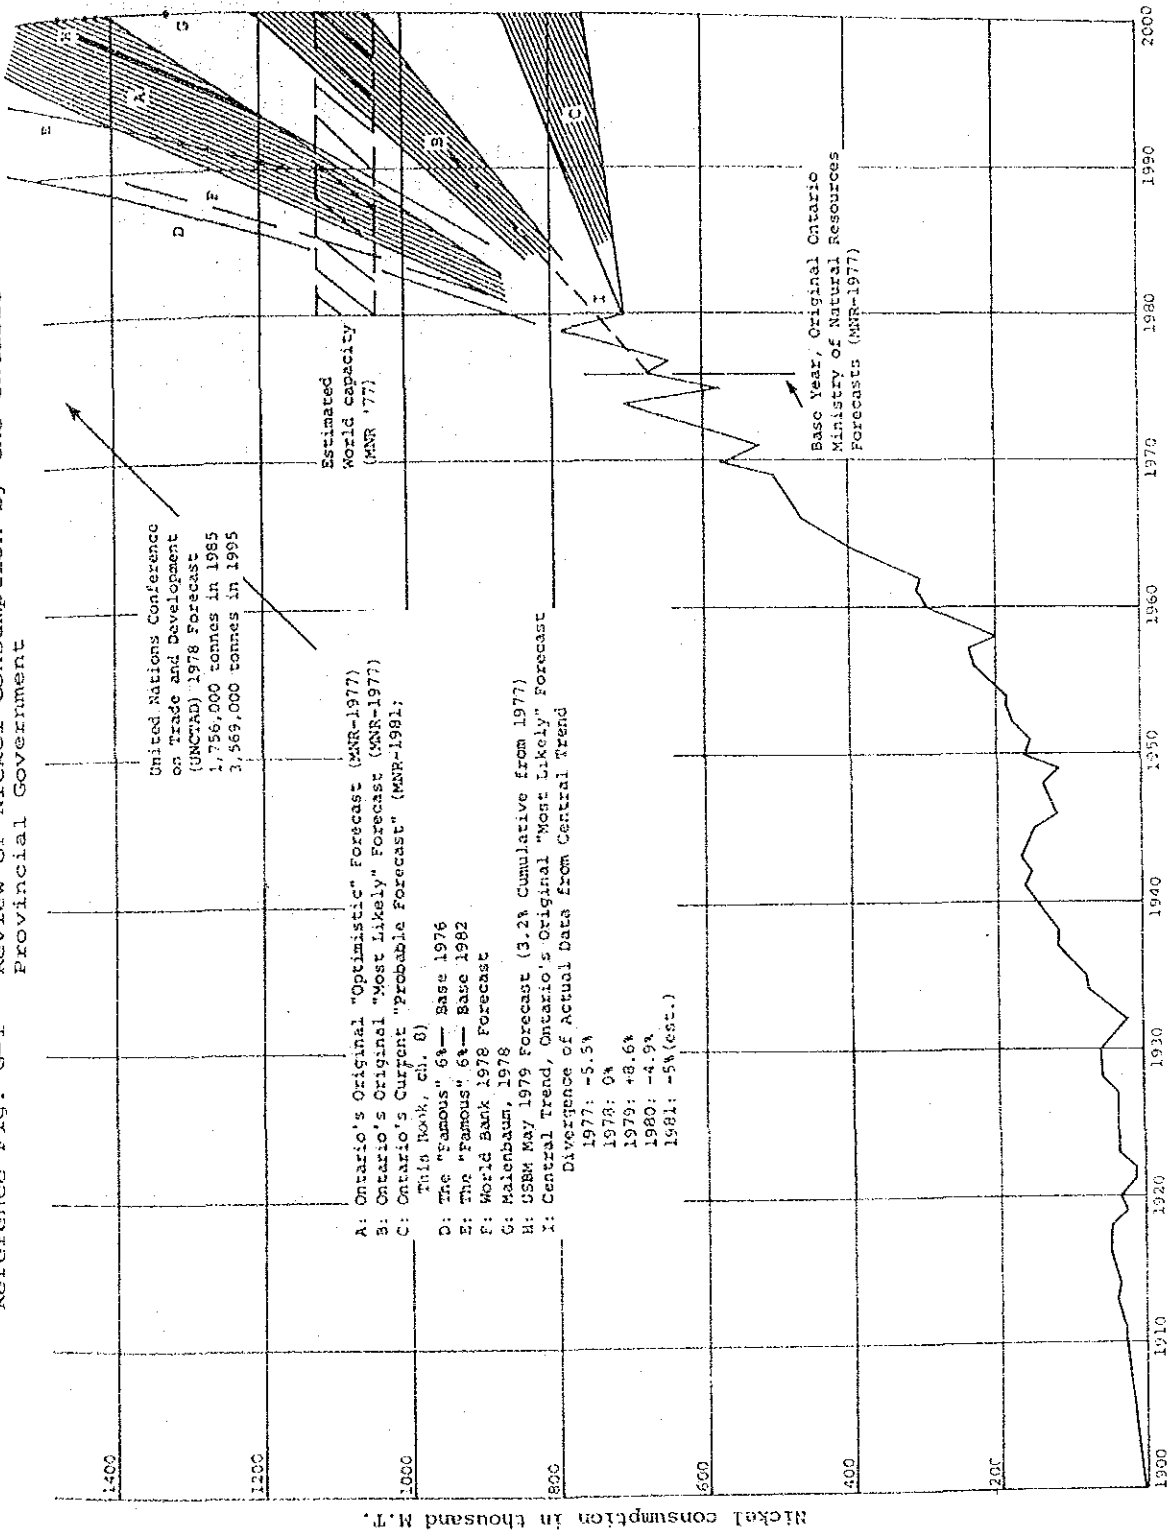 Provincial Government
United Nations Conference
on Trade and Development
(UNCTAD) 1978 Forecast
1,756,000 tonnes in 1985
3,569,000 tonnes in 1995
Estimated
World capacity
(MNR '77)
A: Ontario's Original "Optimistic" Forecast (MNR-1977)
B: Ontario's Original "Most Likely" Forecast (MNR-1977)
C: Ontario's Current "Probable Forecast" (MNR-1981;
This Book, ch. 8)
D: The "Famous" 6%— Base 1976
E: The "Famous" 6%— Base 1982
F: World Bank 1978 Forecast
G: Malenbaum, 1978
H: USBM May 1979 Forecast (3.2% Cumulative from 1977)
I: Central Trend, Ontario's Original "Most Likely" Forecast
Divergence of Actual Data from Central Trend
1977: -5.5%
1978: 0%
1979: +8.6%
1980: -4.9%
1981: -5%(est.)
Base Year, Original Ontario
Ministry of Natural Resources
Forecasts (MNR-1977)
D
F
E
A
H
G
B
C
I
Nickel consumption in thousand M.T.
1400
1200
1000
800
600
400
200
1900
1910
1920
1930
1940
1950
1960
1970
1980
1990
2000